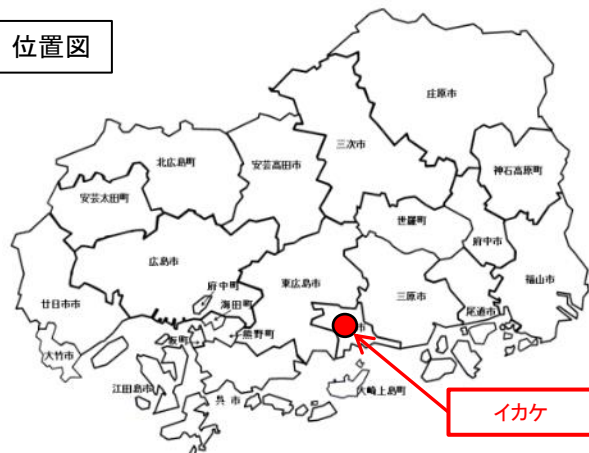 位置図
庄原市
三次市
北広島町
安芸高田市
神石高原町
安芸太田町
世羅町
府中市
広島市
東広島市
三原市
福山市
府中町
廿日市市
海田町
尾道市
坂町
熊野町
市
大竹市
江田島市
呉市
大崎上島町
イカケ